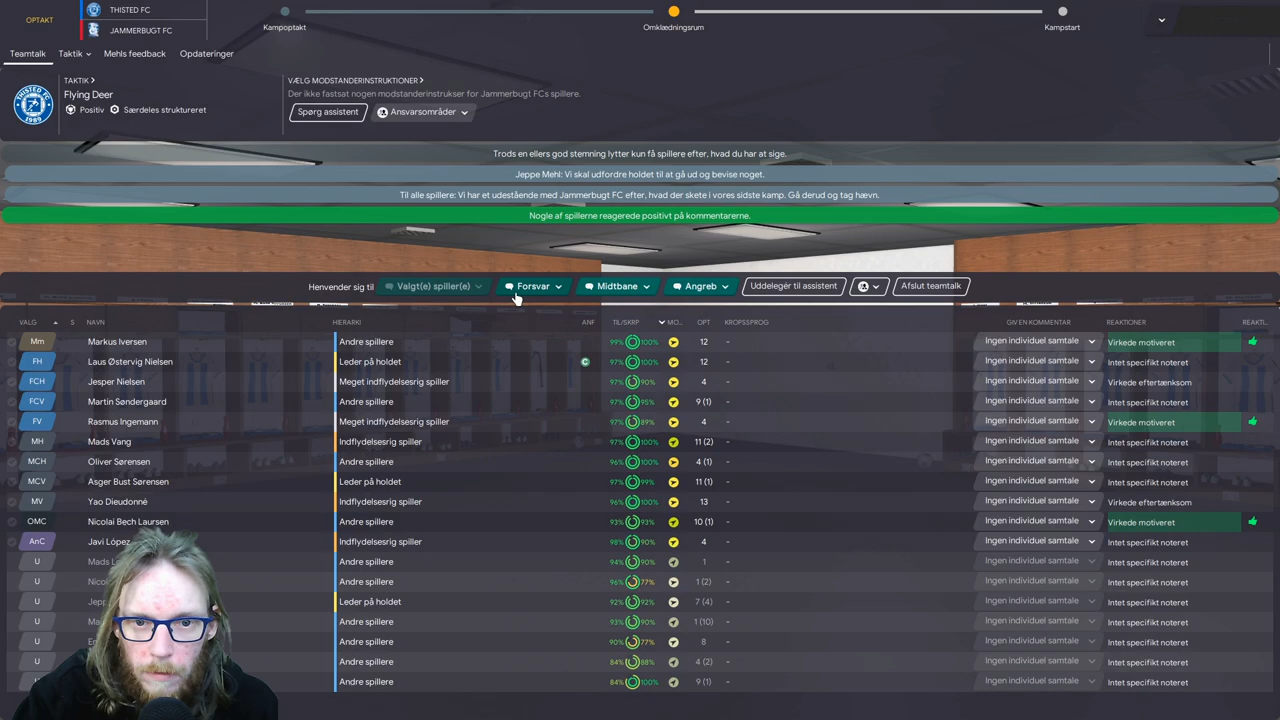 OPTAKT
THISTED FC
JAMMERBUGT FC
Kampoptakt
Omklædningsrum
Kampstart
Teamtalk Taktik Mehls feedback Opdateringer
THISTED FC
1989
TAKTIK
Flying Deer
Positiv Særdeles struktureret
VÆLG MODSTANDERINSTRUKTIONER
Der ikke fastsat nogen modstanderinstrukser for Jammerbugt FCs spillere.
Spørg assistent Ansvarsområder
Trods en ellers god stemning lytter kun få spillere efter, hvad du har at sige.
Jeppe Mehl: Vi skal udfordre holdet til at gå ud og bevise noget.
Til alle spillere: Vi har et udestående med Jammerbugt FC efter, hvad der skete i vores sidste kamp. Gå derud og tag hævn.
Nogle af spillerne reagerede positivt på kommentarerne.
Henvender sig til Valgt(e) spiller(e) Forsvar Midtbane Angreb Uddelegér til assistent Afslut teamtalk
VALG S NAVN HIERARKI ANF TIL/SKRP MO... OPT KROPSSPROG GIV EN KOMMENTAR REAKTIONER REAKTI...
Mm Markus Iversen Andre spillere 99% 100% 12 - Ingen individuel samtale Virkede motiveret
FH Laus Østervig Nielsen Leder på holdet C 97% 100% 12 - Ingen individuel samtale Intet specifikt noteret
FCH Jesper Nielsen Meget indflydelsesrig spiller 97% 90% 4 - Ingen individuel samtale Virkede eftertænksom
FCV Martin Søndergaard Andre spillere 97% 95% 9 (1) - Ingen individuel samtale Intet specifikt noteret
FV Rasmus Ingemann Meget indflydelsesrig spiller 97% 89% 4 - Ingen individuel samtale Virkede motiveret
MH Mads Vang Indflydelsesrig spiller 97% 100% 11 (2) - Ingen individuel samtale Intet specifikt noteret
MCH Oliver Sørensen Andre spillere 96% 100% 4 (1) - Ingen individuel samtale Intet specifikt noteret
MCV Asger Bust Sørensen Leder på holdet 97% 99% 11 (1) - Ingen individuel samtale Intet specifikt noteret
MV Yao Dieudonné Indflydelsesrig spiller 96% 100% 13 - Ingen individuel samtale Virkede eftertænksom
OMC Nicolai Bech Laursen Andre spillere 93% 93% 10 (1) - Ingen individuel samtale Virkede motiveret
AnC Javi López Indflydelsesrig spiller 98% 90% 4 - Ingen individuel samtale Intet specifikt noteret
U Mads Andre spillere 94% 90% 1 - Ingen individuel samtale Intet specifikt noteret
U Andre spillere 96% 77% 1 (2) - Ingen individuel samtale Intet specifikt noteret
U Leder på holdet 92% 92% 7 (4) - Ingen individuel samtale Intet specifikt noteret
U Andre spillere 93% 90% 1 (10) - Ingen individuel samtale Intet specifikt noteret
U Andre spillere 90% 77% 8 - Ingen individuel samtale Intet specifikt noteret
U Andre spillere 84% 88% 4 (2) - Ingen individuel samtale Intet specifikt noteret
U Andre spillere 84% 100% 9 (1) - Ingen individuel samtale Intet specifikt noteret